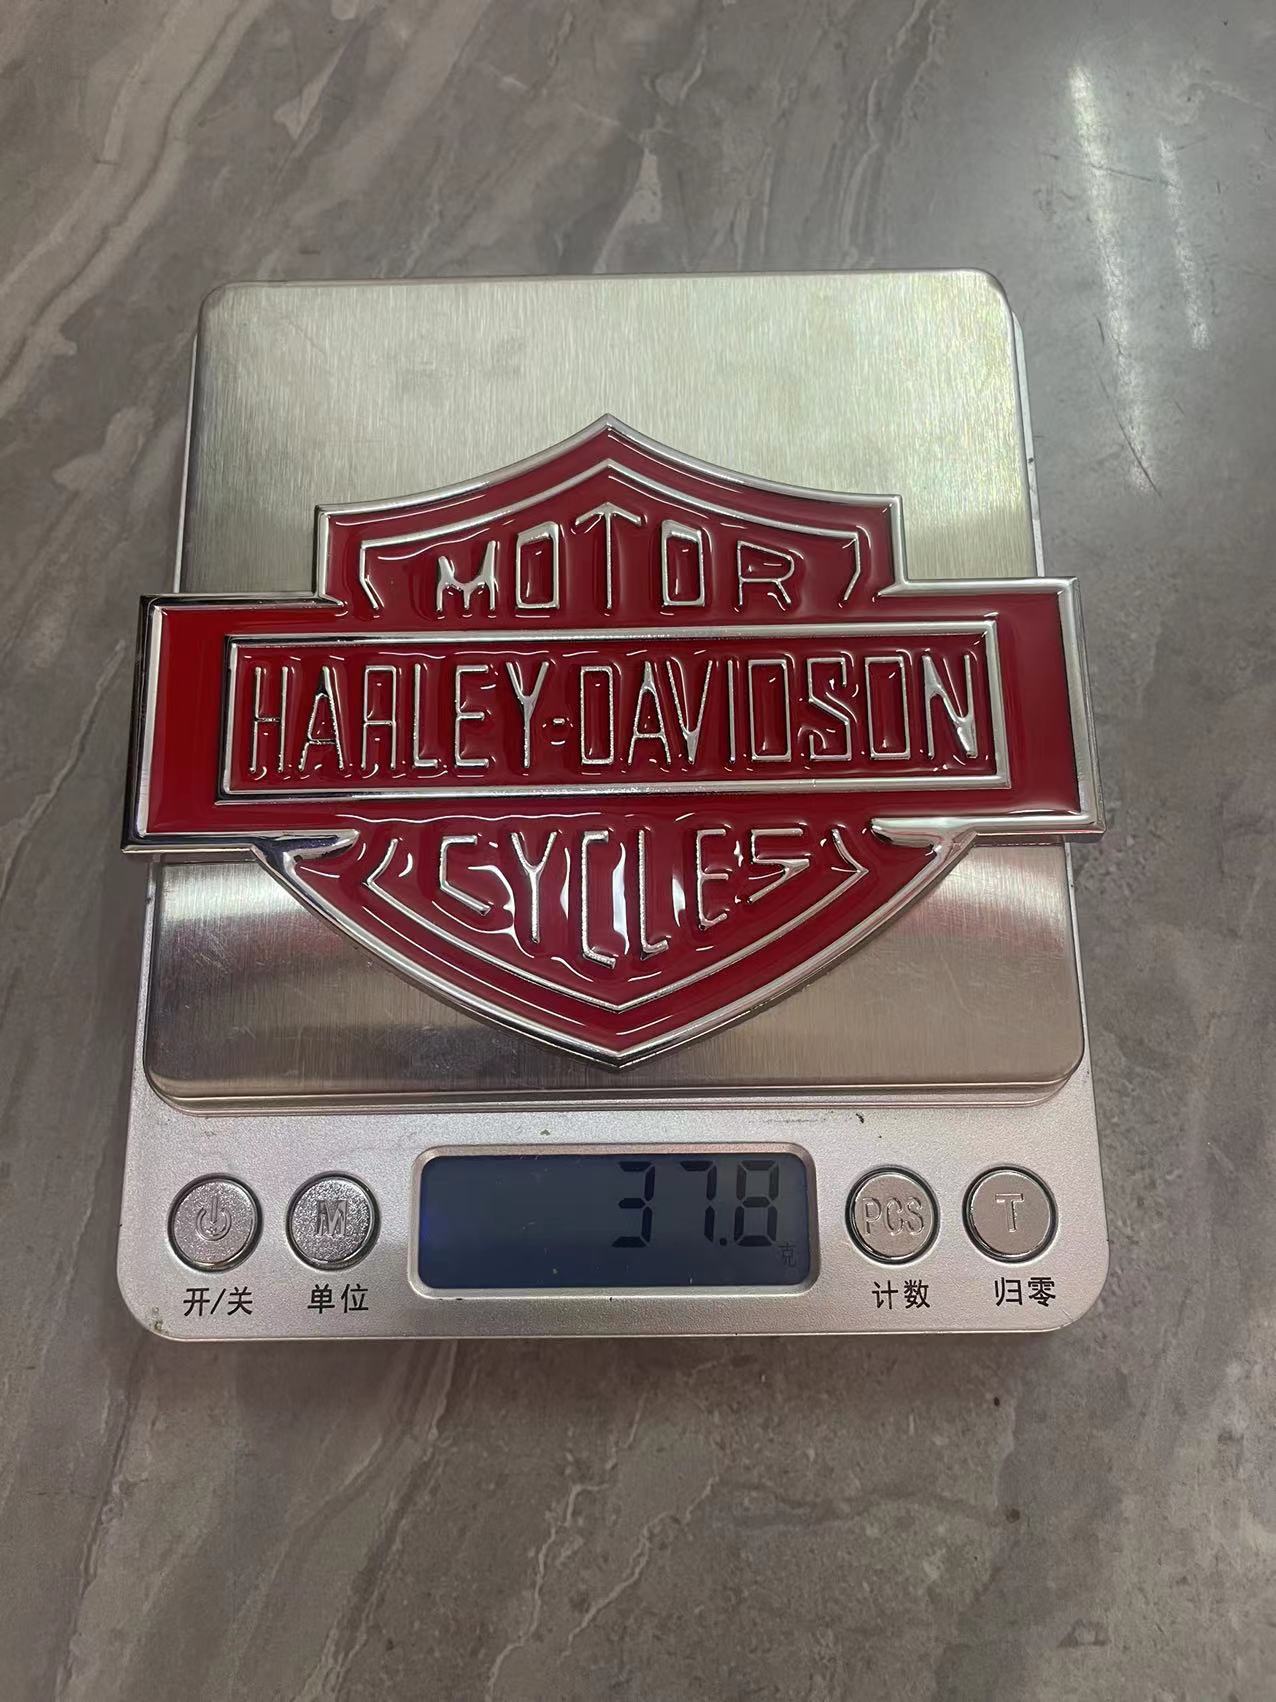 MOTOR
HARLEY-DAVIDSON
CYCLES
37.8
克
M
PCS
T
开/关
单位
计数
归零